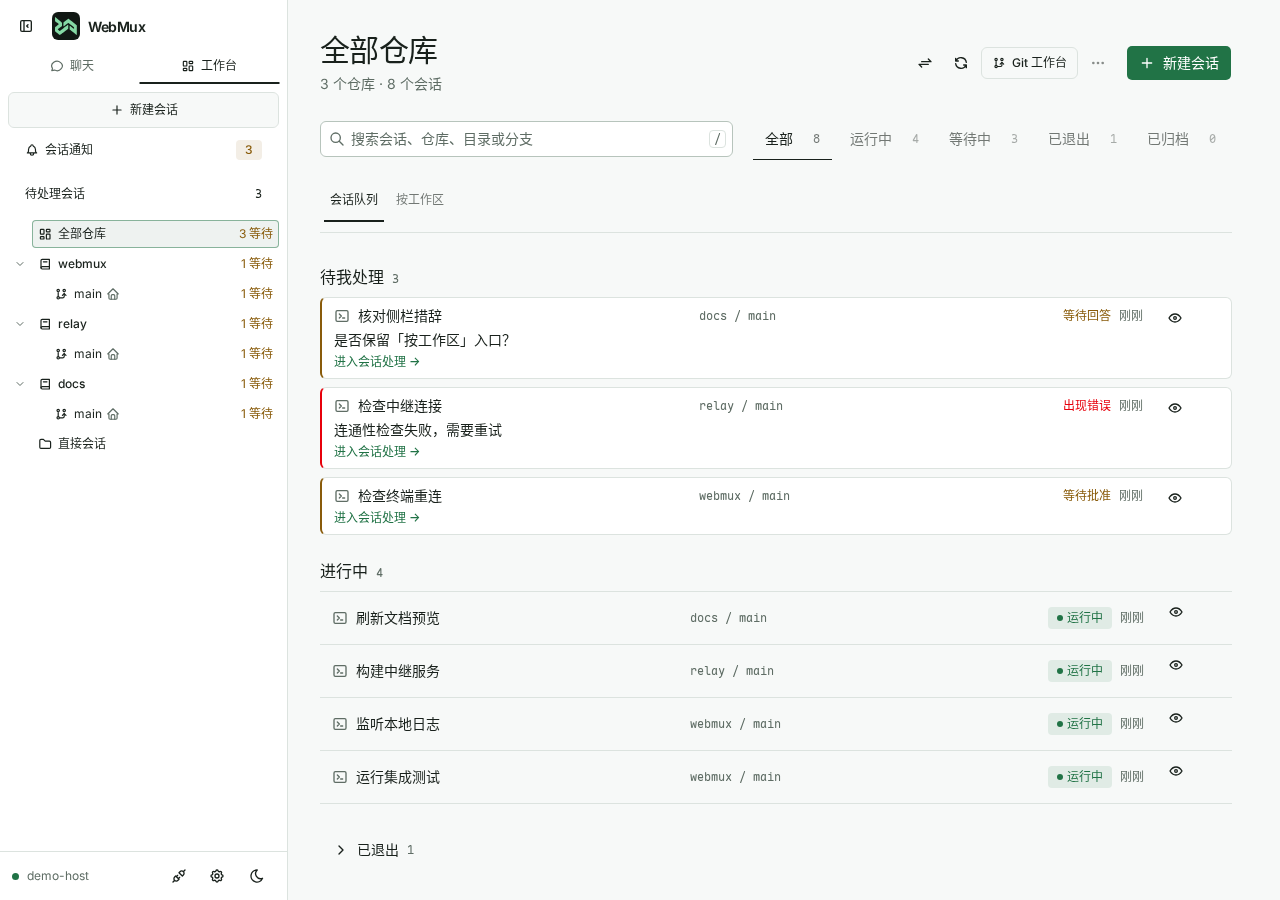 WebMux
聊天
工作台
新建会话
会话通知 3
待处理会话 3
全部仓库 3 等待
webmux 1 等待
main 1 等待
relay 1 等待
main 1 等待
docs 1 等待
main 1 等待
直接会话
demo-host
全部仓库
3 个仓库 · 8 个会话
Git 工作台
新建会话
搜索会话、仓库、目录或分支 /
全部 8 运行中 4 等待中 3 已退出 1 已归档 0
会话队列 按工作区
待我处理 3
核对侧栏措辞 docs / main 等待回答 刚刚
是否保留「按工作区」入口?
进入会话处理 →
检查中继连接 relay / main 出现错误 刚刚
连通性检查失败，需要重试
进入会话处理 →
检查终端重连 webmux / main 等待批准 刚刚
进入会话处理 →
进行中 4
刷新文档预览 docs / main 运行中 刚刚
构建中继服务 relay / main 运行中 刚刚
监听本地日志 webmux / main 运行中 刚刚
运行集成测试 webmux / main 运行中 刚刚
已退出 1